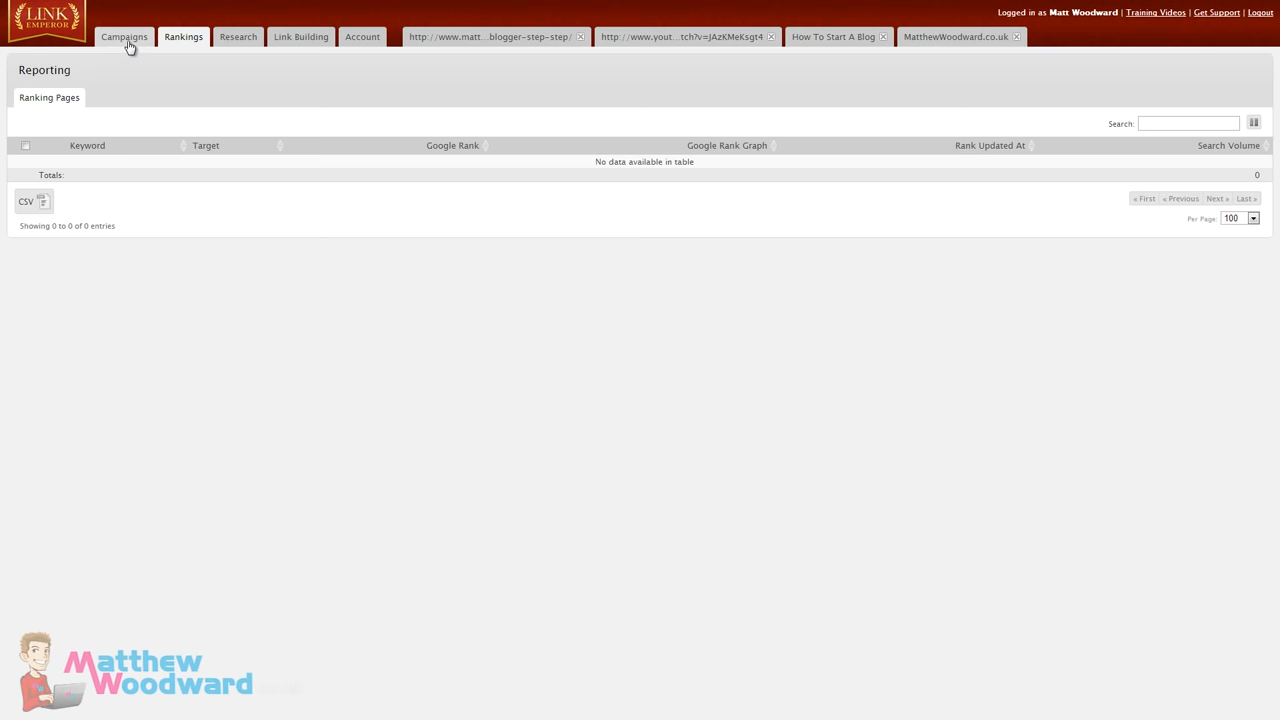 LINK
EMPEROR
Logged in as Matt Woodward | Training Videos | Get Support | Logout
Campaigns Rankings Research Link Building Account http://www.matt...blogger-step-step/ http://www.yout...tch?v=JAzKMeKsgt4 How To Start A Blog MatthewWoodward.co.uk
Reporting
Ranking Pages
Search:
Keyword Target Google Rank Google Rank Graph Rank Updated At Search Volume
No data available in table
Totals: 0
CSV
« First « Previous Next » Last »
Per Page: 100
Showing 0 to 0 of 0 entries
Matthew
Woodward